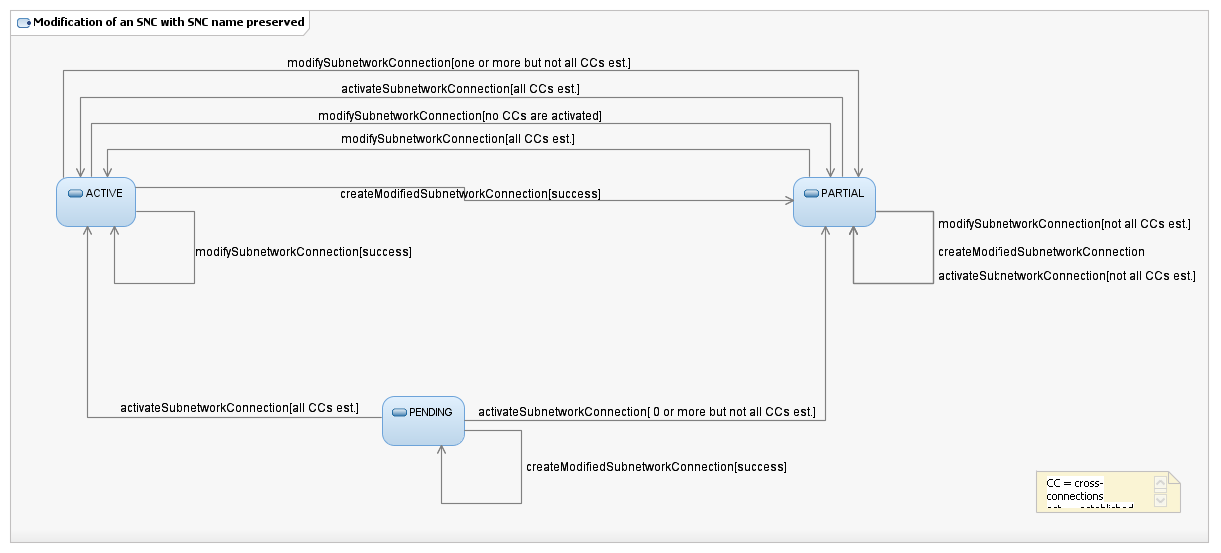 Modification of an SNC with SNC name preserved
modifySubnetworkConnection[one or more but not all CCs est.]
activateSubnetworkConnection[all CCs est.]
modifySubnetworkConnection[no CCs are activated]
modifySubnetworkConnection[all CCs est.]
ACTIVE
createModifiedSubnetworkConnection[success]
PARTIAL
modifySubnetworkConnection[not all CCs est.]
modifySubnetworkConnection[success]
createModifiedSubnetworkConnection
activateSubnetworkConnection[not all CCs est.]
activateSubnetworkConnection[all CCs est.]
PENDING
activateSubnetworkConnection[ 0 or more but not all CCs est.]
createModifiedSubnetworkConnection[success]
CC = cross-
connections